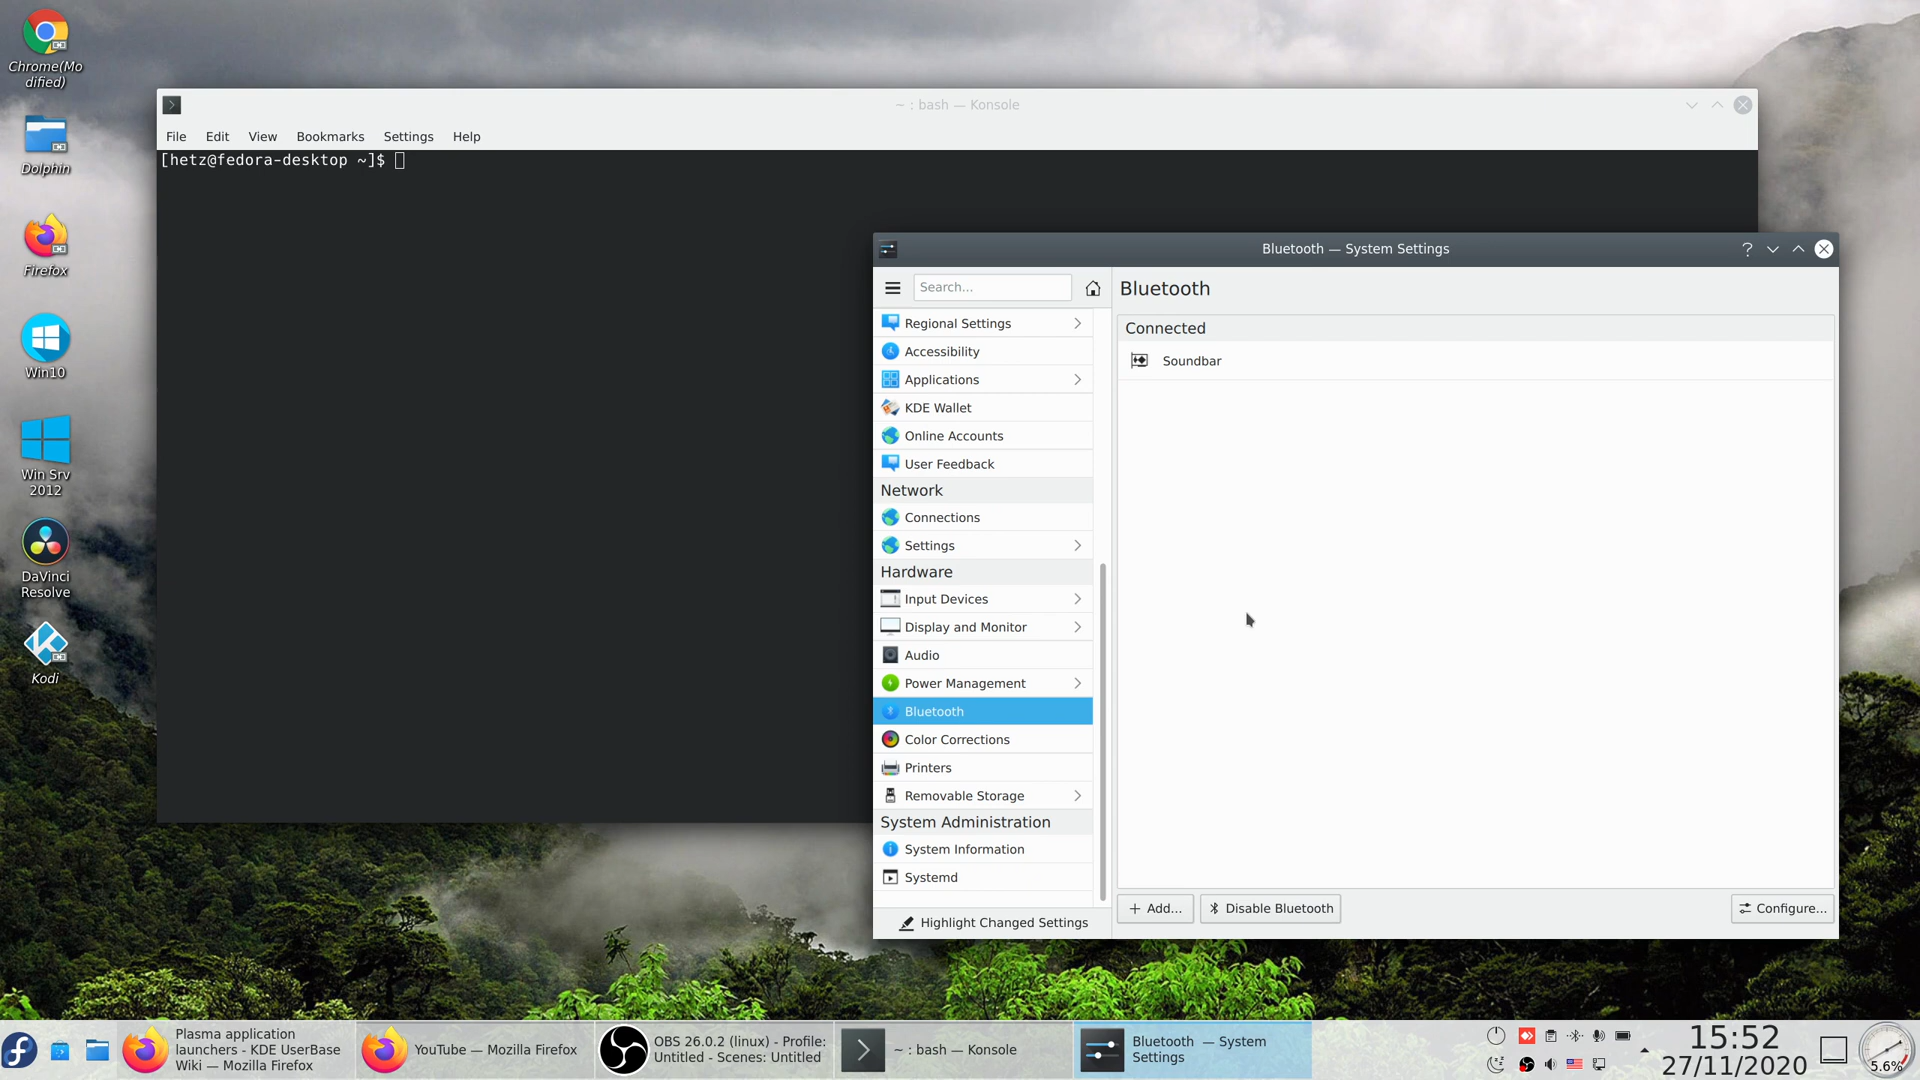 Chrome(Mo
dified)
Dolphin
Firefox
Win10
Win Srv
2012
DaVinci
Resolve
Kodi
~ : bash — Konsole
File Edit View Bookmarks Settings Help
[hetz@fedora-desktop ~]$
Bluetooth — System Settings
Search...
Regional Settings
Accessibility
Applications
KDE Wallet
Online Accounts
User Feedback
Network
Connections
Settings
Hardware
Input Devices
Display and Monitor
Audio
Power Management
Bluetooth
Color Corrections
Printers
Removable Storage
System Administration
System Information
Systemd
Highlight Changed Settings
Bluetooth
Connected
Soundbar
Add...
Disable Bluetooth
Configure...
Plasma application
launchers - KDE UserBase
Wiki — Mozilla Firefox
YouTube — Mozilla Firefox
OBS 26.0.2 (linux) - Profile:
Untitled - Scenes: Untitled
~ : bash — Konsole
Bluetooth — System
Settings
15:52
27/11/2020
5.6%